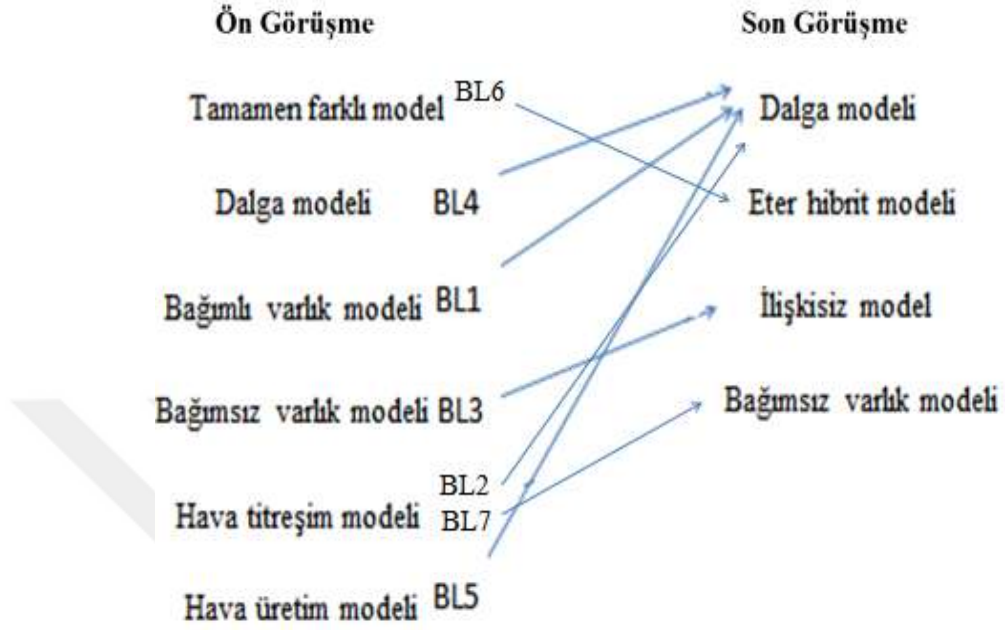 Ön Görüşme Son Görüşme
Tamamen farklı model BL6 Dalga modeli
Dalga modeli BL4 Eter hibrit modeli
Bağımlı varlık modeli BL1 İlişkisiz model
Bağımsız varlık modeli BL3 Bağımsız varlık modeli
BL2
Hava titreşim modeli BL7
Hava üretim modeli BL5